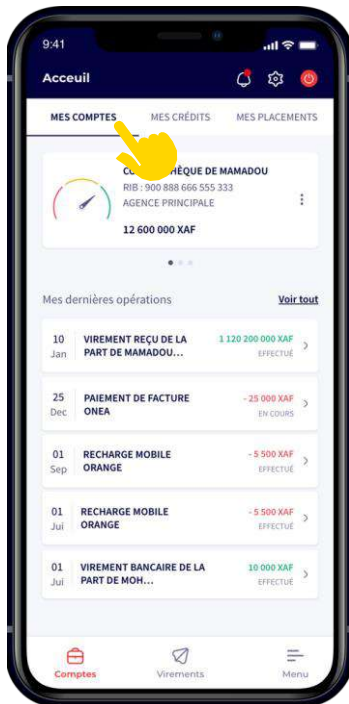 9:41
Acceuil
MES COMPTES MES CRÉDITS MES PLACEMENTS
DE MAMADOU
RIB : 900 888 666 555 333
AGENCE PRINCIPALE
12 600 000 XAF
Mes dernières opérations Voir tout
10 VIREMENT REÇU DE LA 1 120 200 000 XAF
Jan PART DE MAMADOU... EFFECTUÉ
25 PAIEMENT DE FACTURE - 25 000 XAF
Dec ONEA EN COURS
01 RECHARGE MOBILE - 5 500 XAF
Sep ORANGE EFFECTUÉ
01 RECHARGE MOBILE - 5 500 XAF
Jui ORANGE EFFECTUÉ
01 VIREMENT BANCAIRE DE LA 10 000 XAF
Jui PART DE MOH... EFFECTUÉ
Comptes Virements Menu